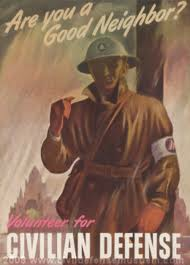 Are you a
Good Neighbor?
Volunteer for
CIVILIAN DEFENSE